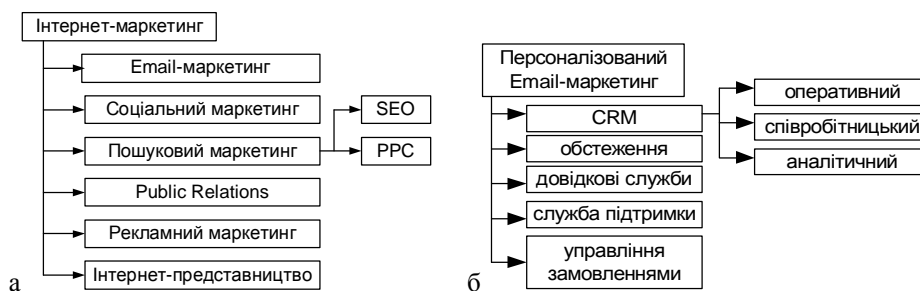 Інтернет-маркетинг
Email-маркетинг
Соціальний маркетинг
Пошуковий маркетинг
SEO
PPC
Public Relations
Рекламний маркетинг
Інтернет-представництво
а
Персоналізований
Email-маркетинг
CRM
оперативний
співробітницький
аналітичний
обстеження
довідкові служби
служба підтримки
управління
замовленнями
б